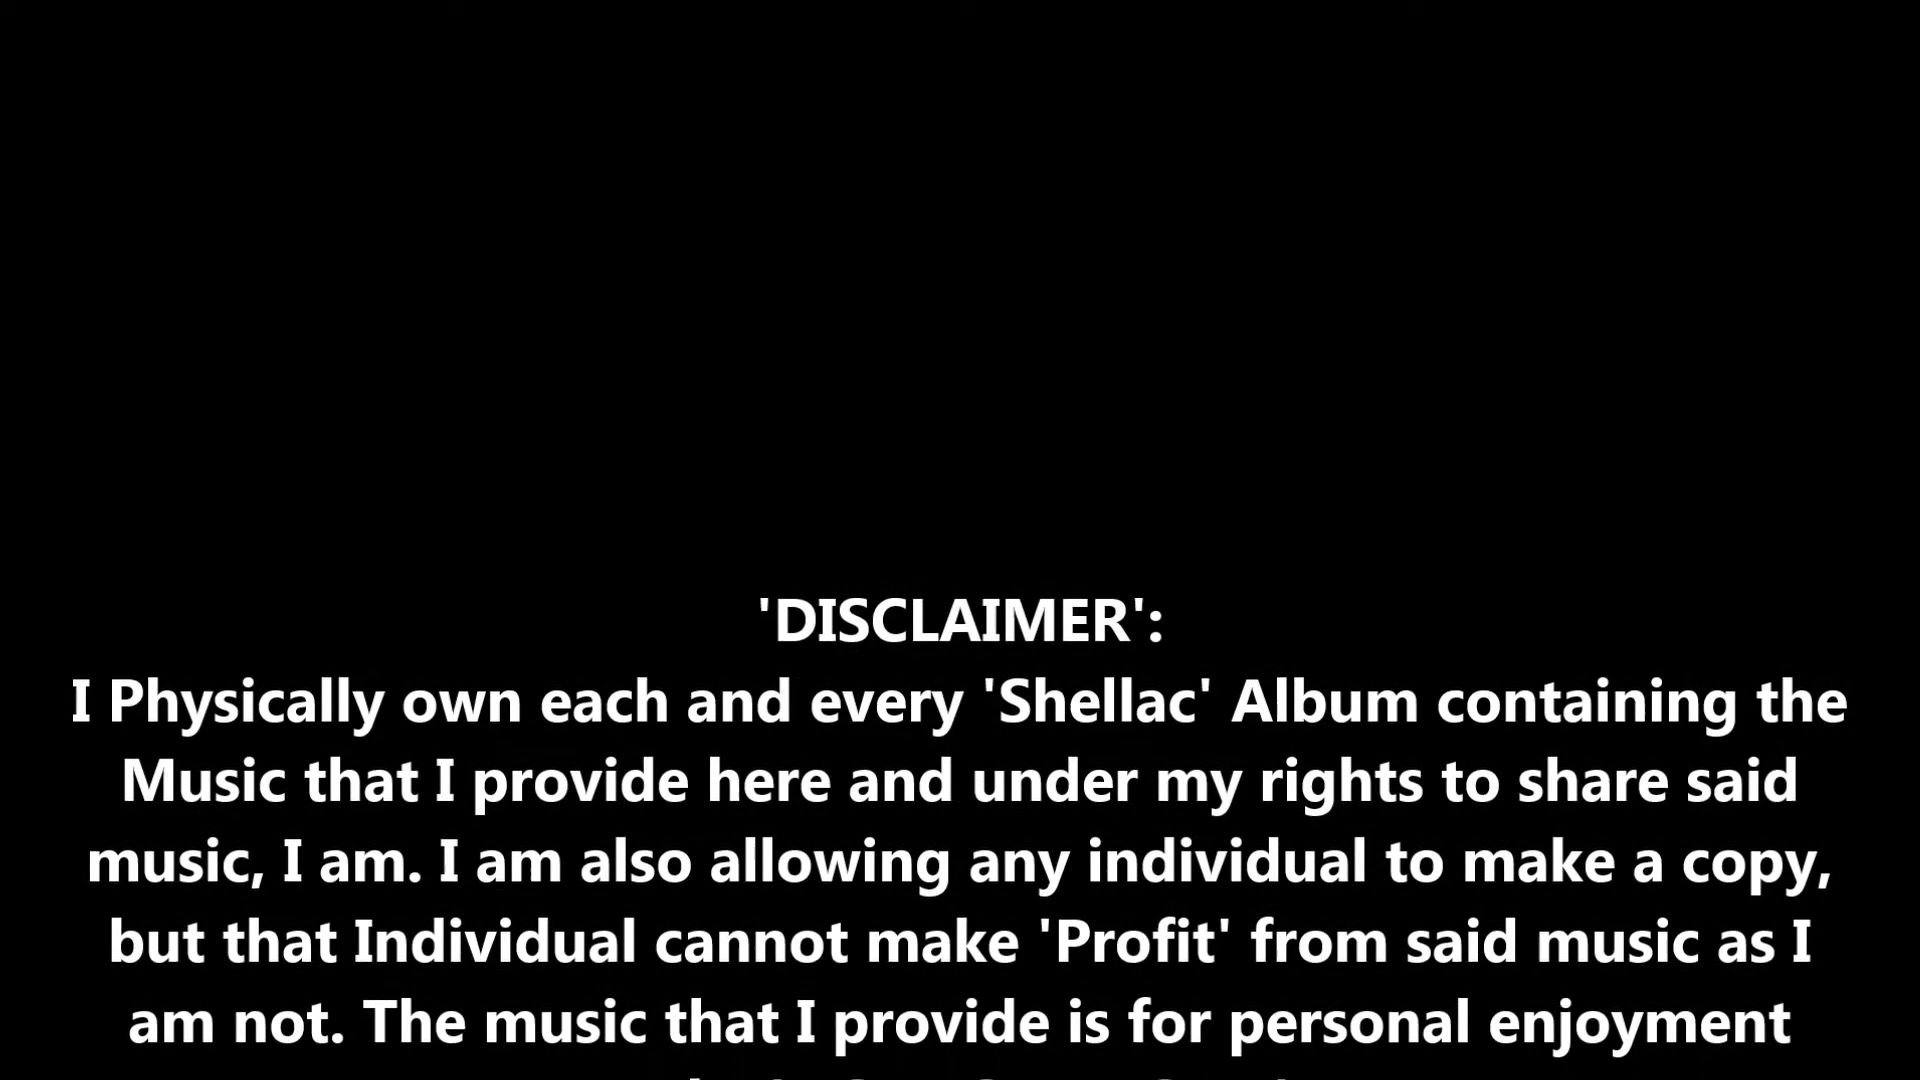 'DISCLAIMER':
I Physically own each and every 'Shellac' Album containing the
Music that I provide here and under my rights to share said
music, I am. I am also allowing any individual to make a copy,
but that Individual cannot make 'Profit' from said music as I
am not. The music that I provide is for personal enjoyment